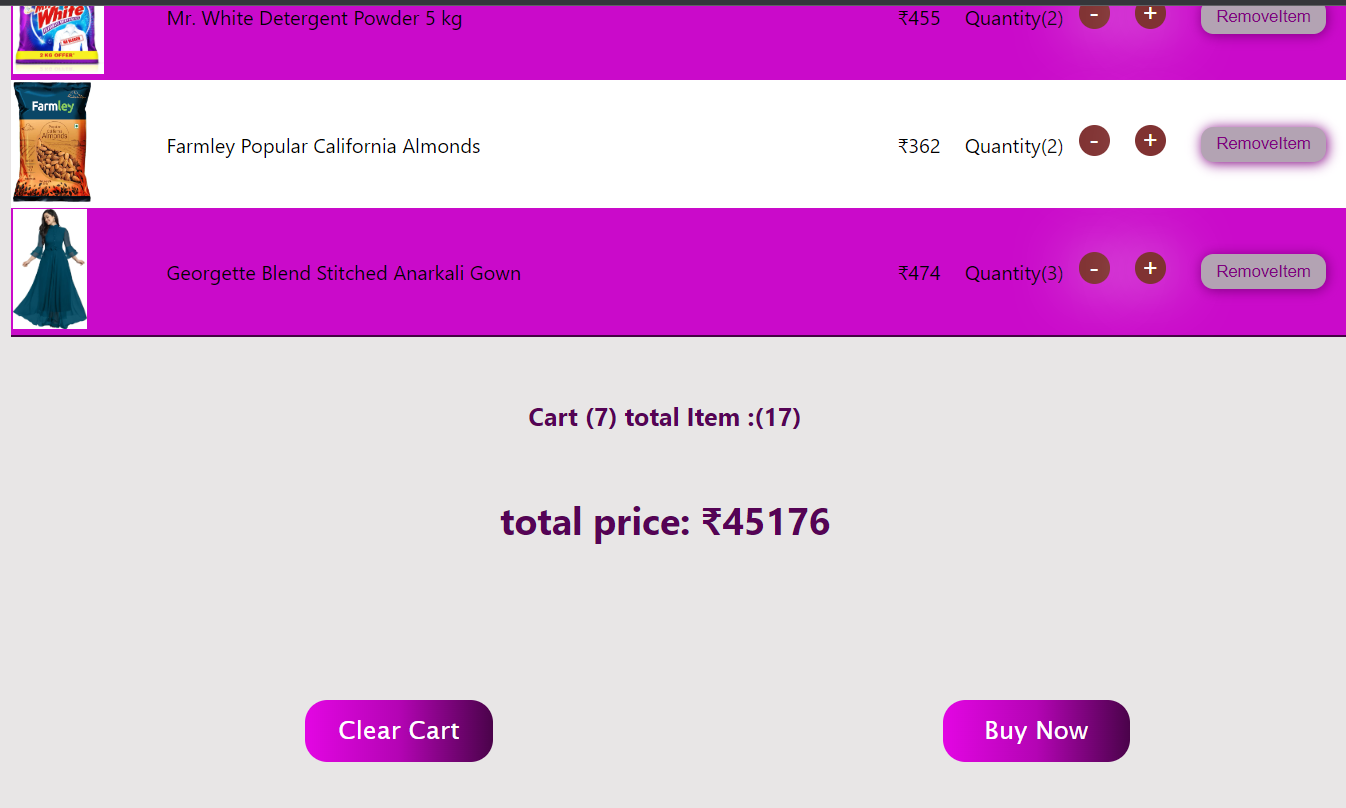 White
5 KG OFFER*
Mr. White Detergent Powder 5 kg ₹455 Quantity(2) - + RemoveItem
Farmley
California
Almonds
Farmley Popular California Almonds ₹362 Quantity(2) - + RemoveItem
Georgette Blend Stitched Anarkali Gown ₹474 Quantity(3) - + RemoveItem
Cart (7) total Item :(17)
total price: ₹45176
Clear Cart Buy Now